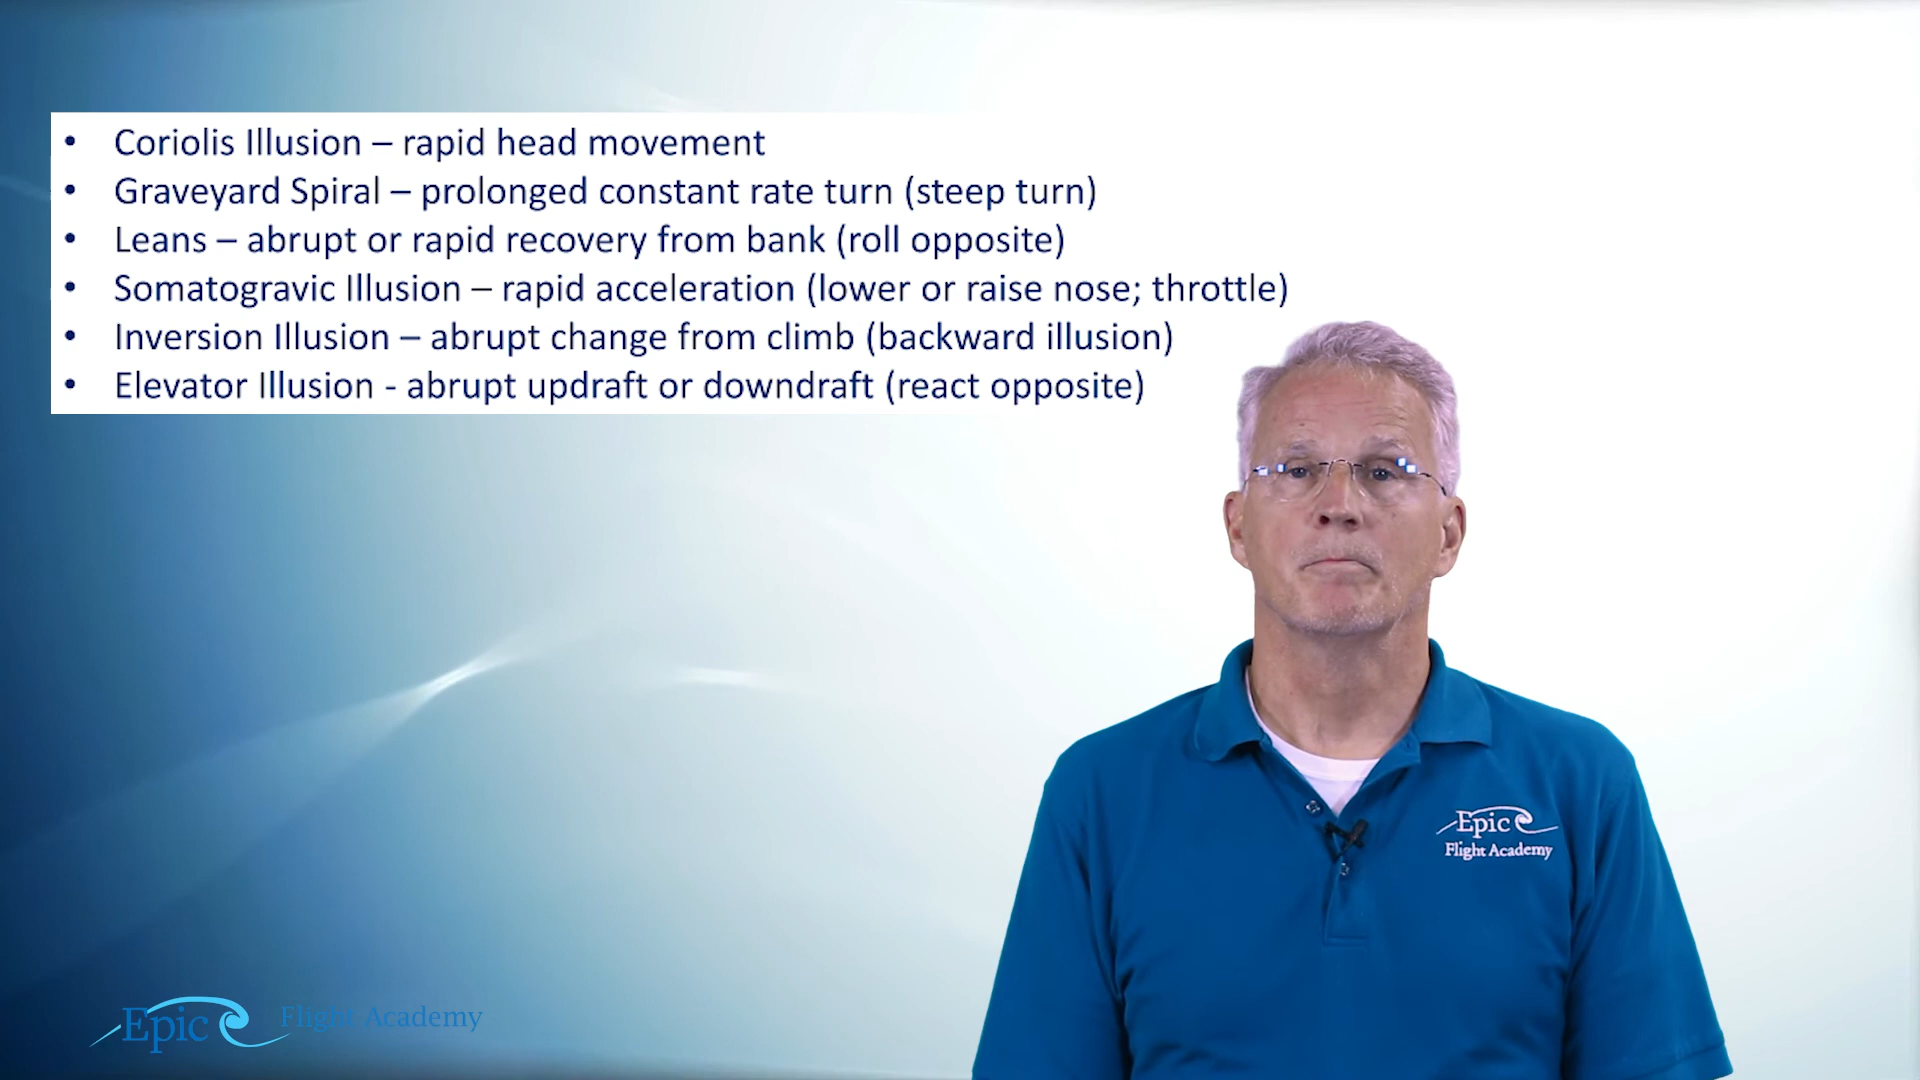 • Coriolis Illusion – rapid head movement
• Graveyard Spiral – prolonged constant rate turn (steep turn)
• Leans – abrupt or rapid recovery from bank (roll opposite)
• Somatogravic Illusion – rapid acceleration (lower or raise nose; throttle)
• Inversion Illusion – abrupt change from climb (backward illusion)
• Elevator Illusion - abrupt updraft or downdraft (react opposite)
Epic
Flight Academy
Epic Flight Academy